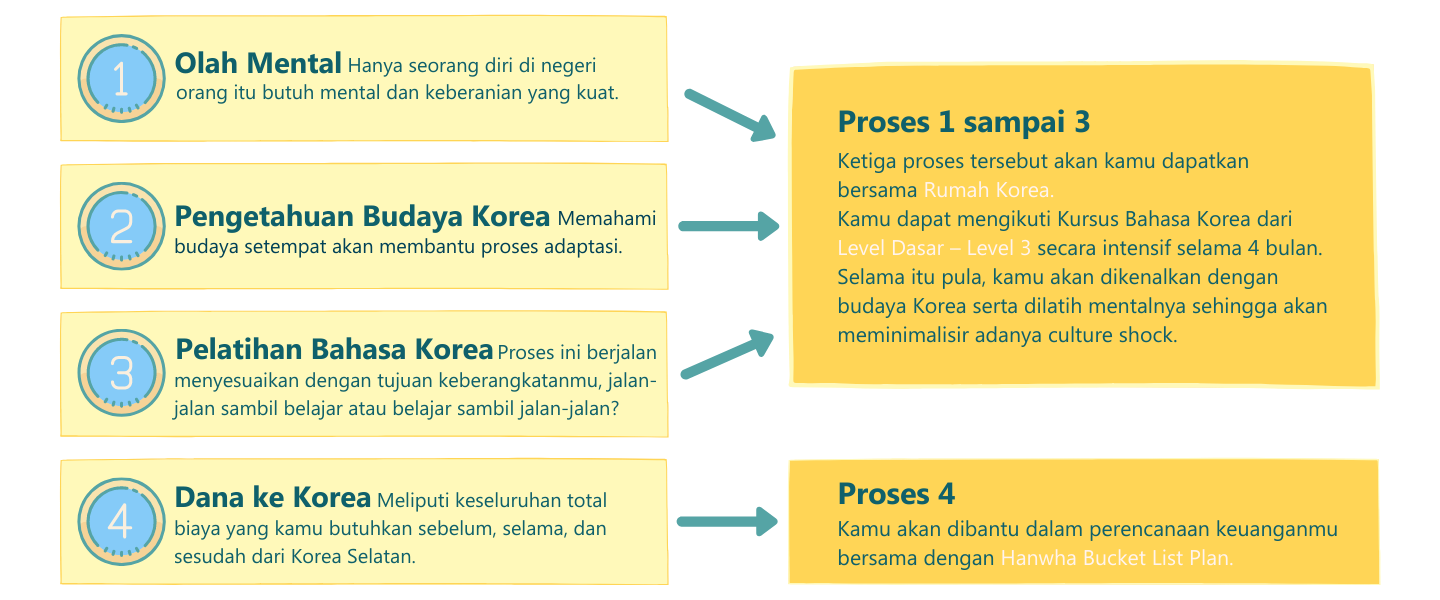 1
Olah Mental Hanya seorang diri di negeri
orang itu butuh mental dan keberanian yang kuat.
2
Pengetahuan Budaya Korea Memahami
budaya setempat akan membantu proses adaptasi.
3
Pelatihan Bahasa Korea Proses ini berjalan
menyesuaikan dengan tujuan keberangkatanmu, jalan-
jalan sambil belajar atau belajar sambil jalan-jalan?
4
Dana ke Korea Meliputi keseluruhan total
biaya yang kamu butuhkan sebelum, selama, dan
sesudah dari Korea Selatan.
Proses 1 sampai 3
Ketiga proses tersebut akan kamu dapatkan
bersama Rumah Korea.
Kamu dapat mengikuti Kursus Bahasa Korea dari
Level Dasar – Level 3 secara intensif selama 4 bulan.
Selama itu pula, kamu akan dikenalkan dengan
budaya Korea serta dilatih mentalnya sehingga akan
meminimalisir adanya culture shock.
Proses 4
Kamu akan dibantu dalam perencanaan keuanganmu
bersama dengan Hanwha Bucket List Plan.